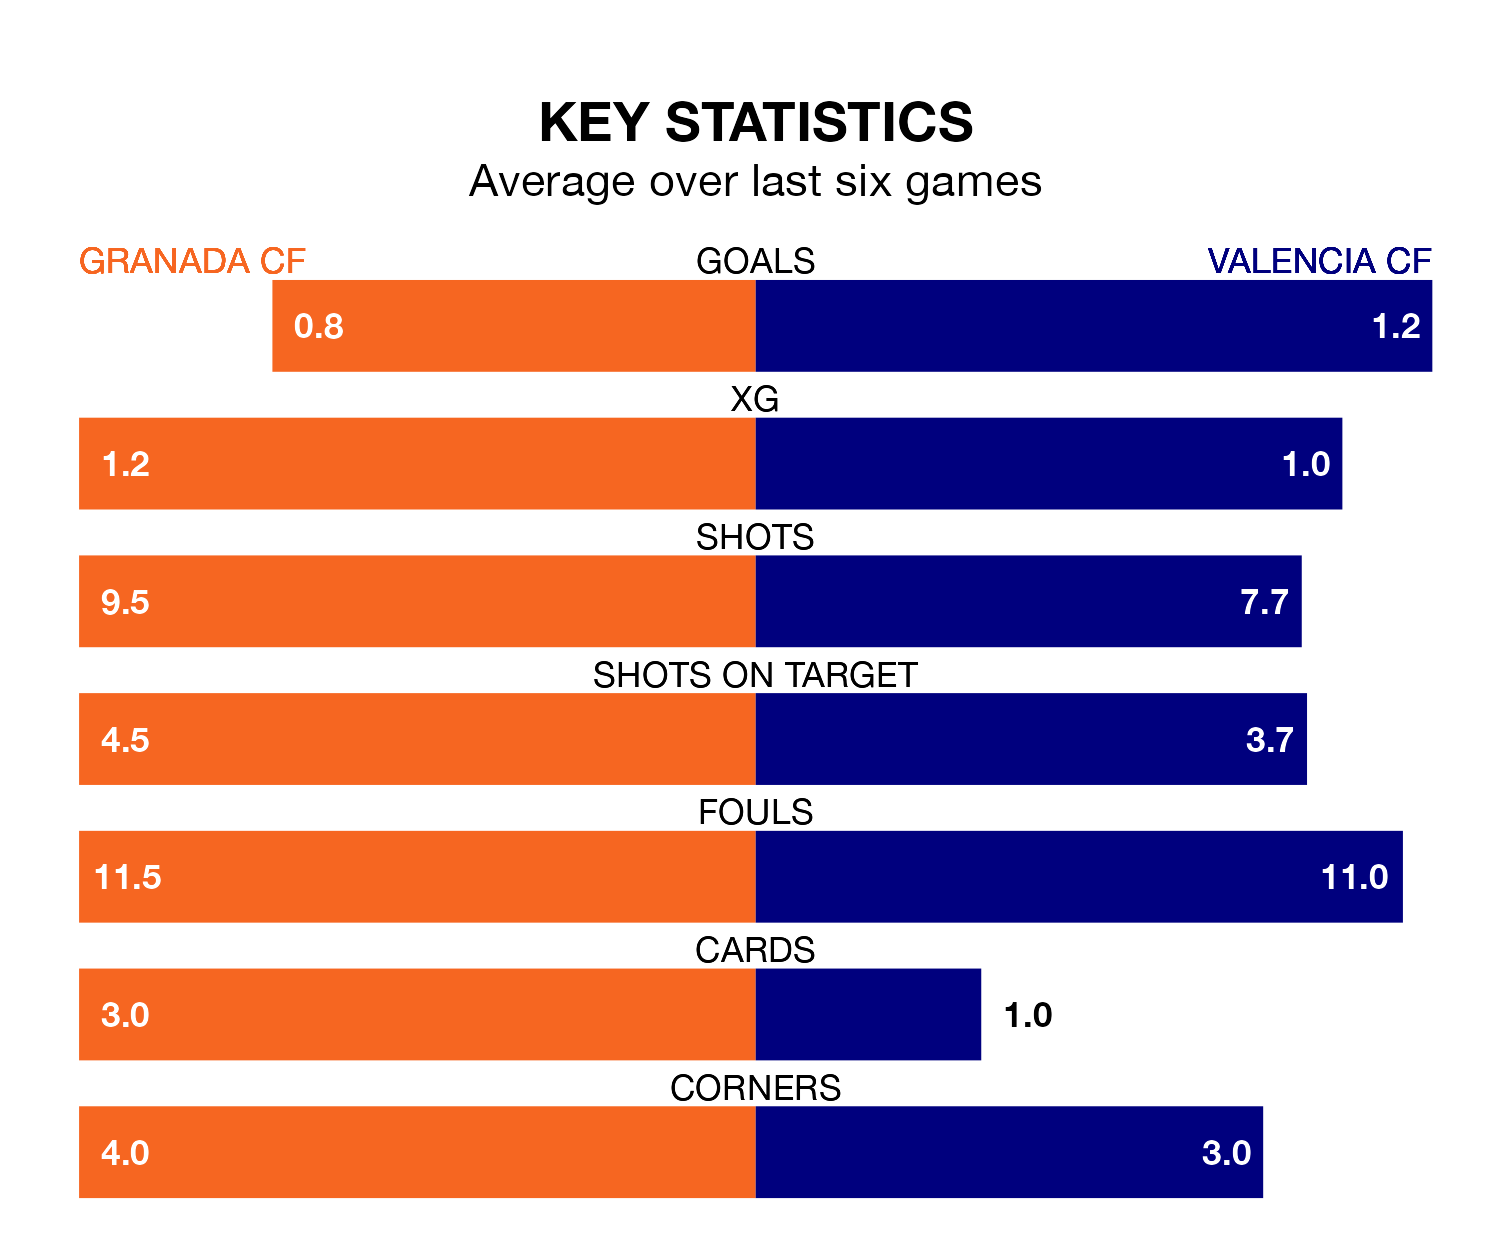 KEY STATISTICS
Average over last six games
GRANADA CF GOALS VALENCIA CF
0.8 1.2
XG
1.2 1.0
SHOTS
9.5 7.7
SHOTS ON TARGET
4.5 3.7
FOULS
11.5 11.0
CARDS
3.0 1.0
CORNERS
4.0 3.0